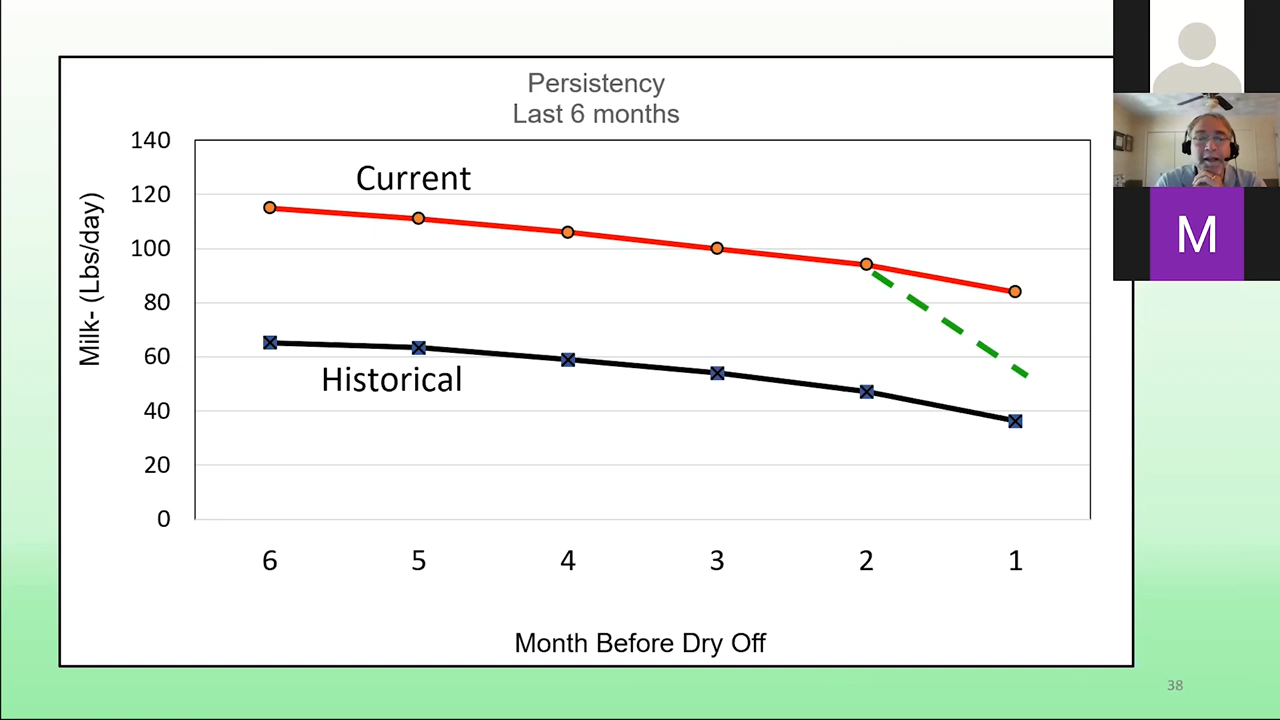 Persistency
Last 6 months
140
120
100
80
60
40
20
0
Milk- (Lbs/day)
Current
Historical
6 5 4 3 2 1
Month Before Dry Off
38
M